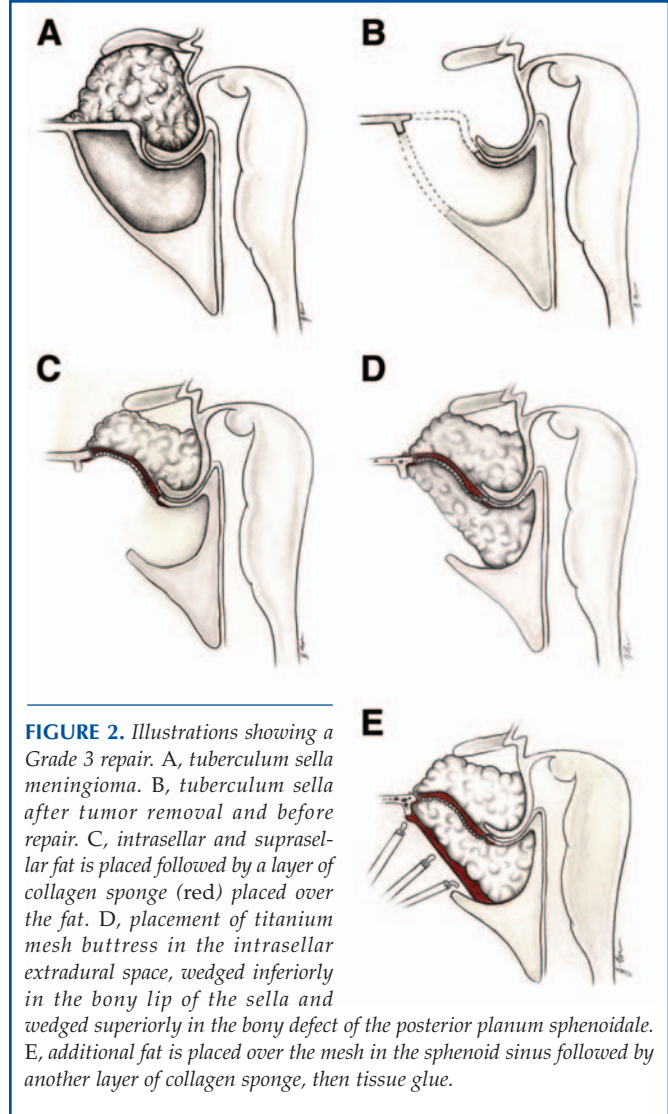 A
B
C
D
E
FIGURE 2. Illustrations showing a
Grade 3 repair. A, tuberculum sella
meningioma. B, tuberculum sella
after tumor removal and before
repair. C, intrasellar and suprasel-
lar fat is placed followed by a layer of
collagen sponge (red) placed over
the fat. D, placement of titanium
mesh buttress in the intrasellar
extradural space, wedged inferiorly
in the bony lip of the sella and
wedged superiorly in the bony defect of the posterior planum sphenoidale.
E, additional fat is placed over the mesh in the sphenoid sinus followed by
another layer of collagen sponge, then tissue glue.